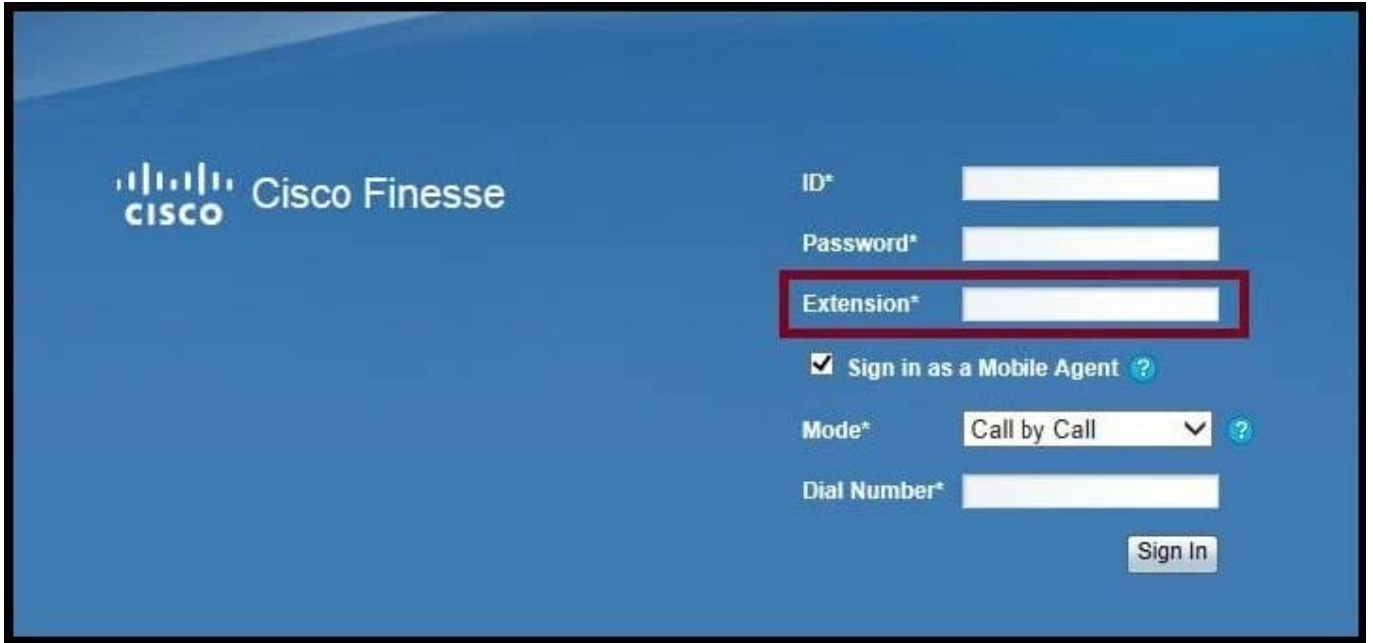 CISCO Cisco Finesse
ID*
Password*
Extension*
Sign in as a Mobile Agent ?
Mode* Call by Call ?
Dial Number*
Sign In